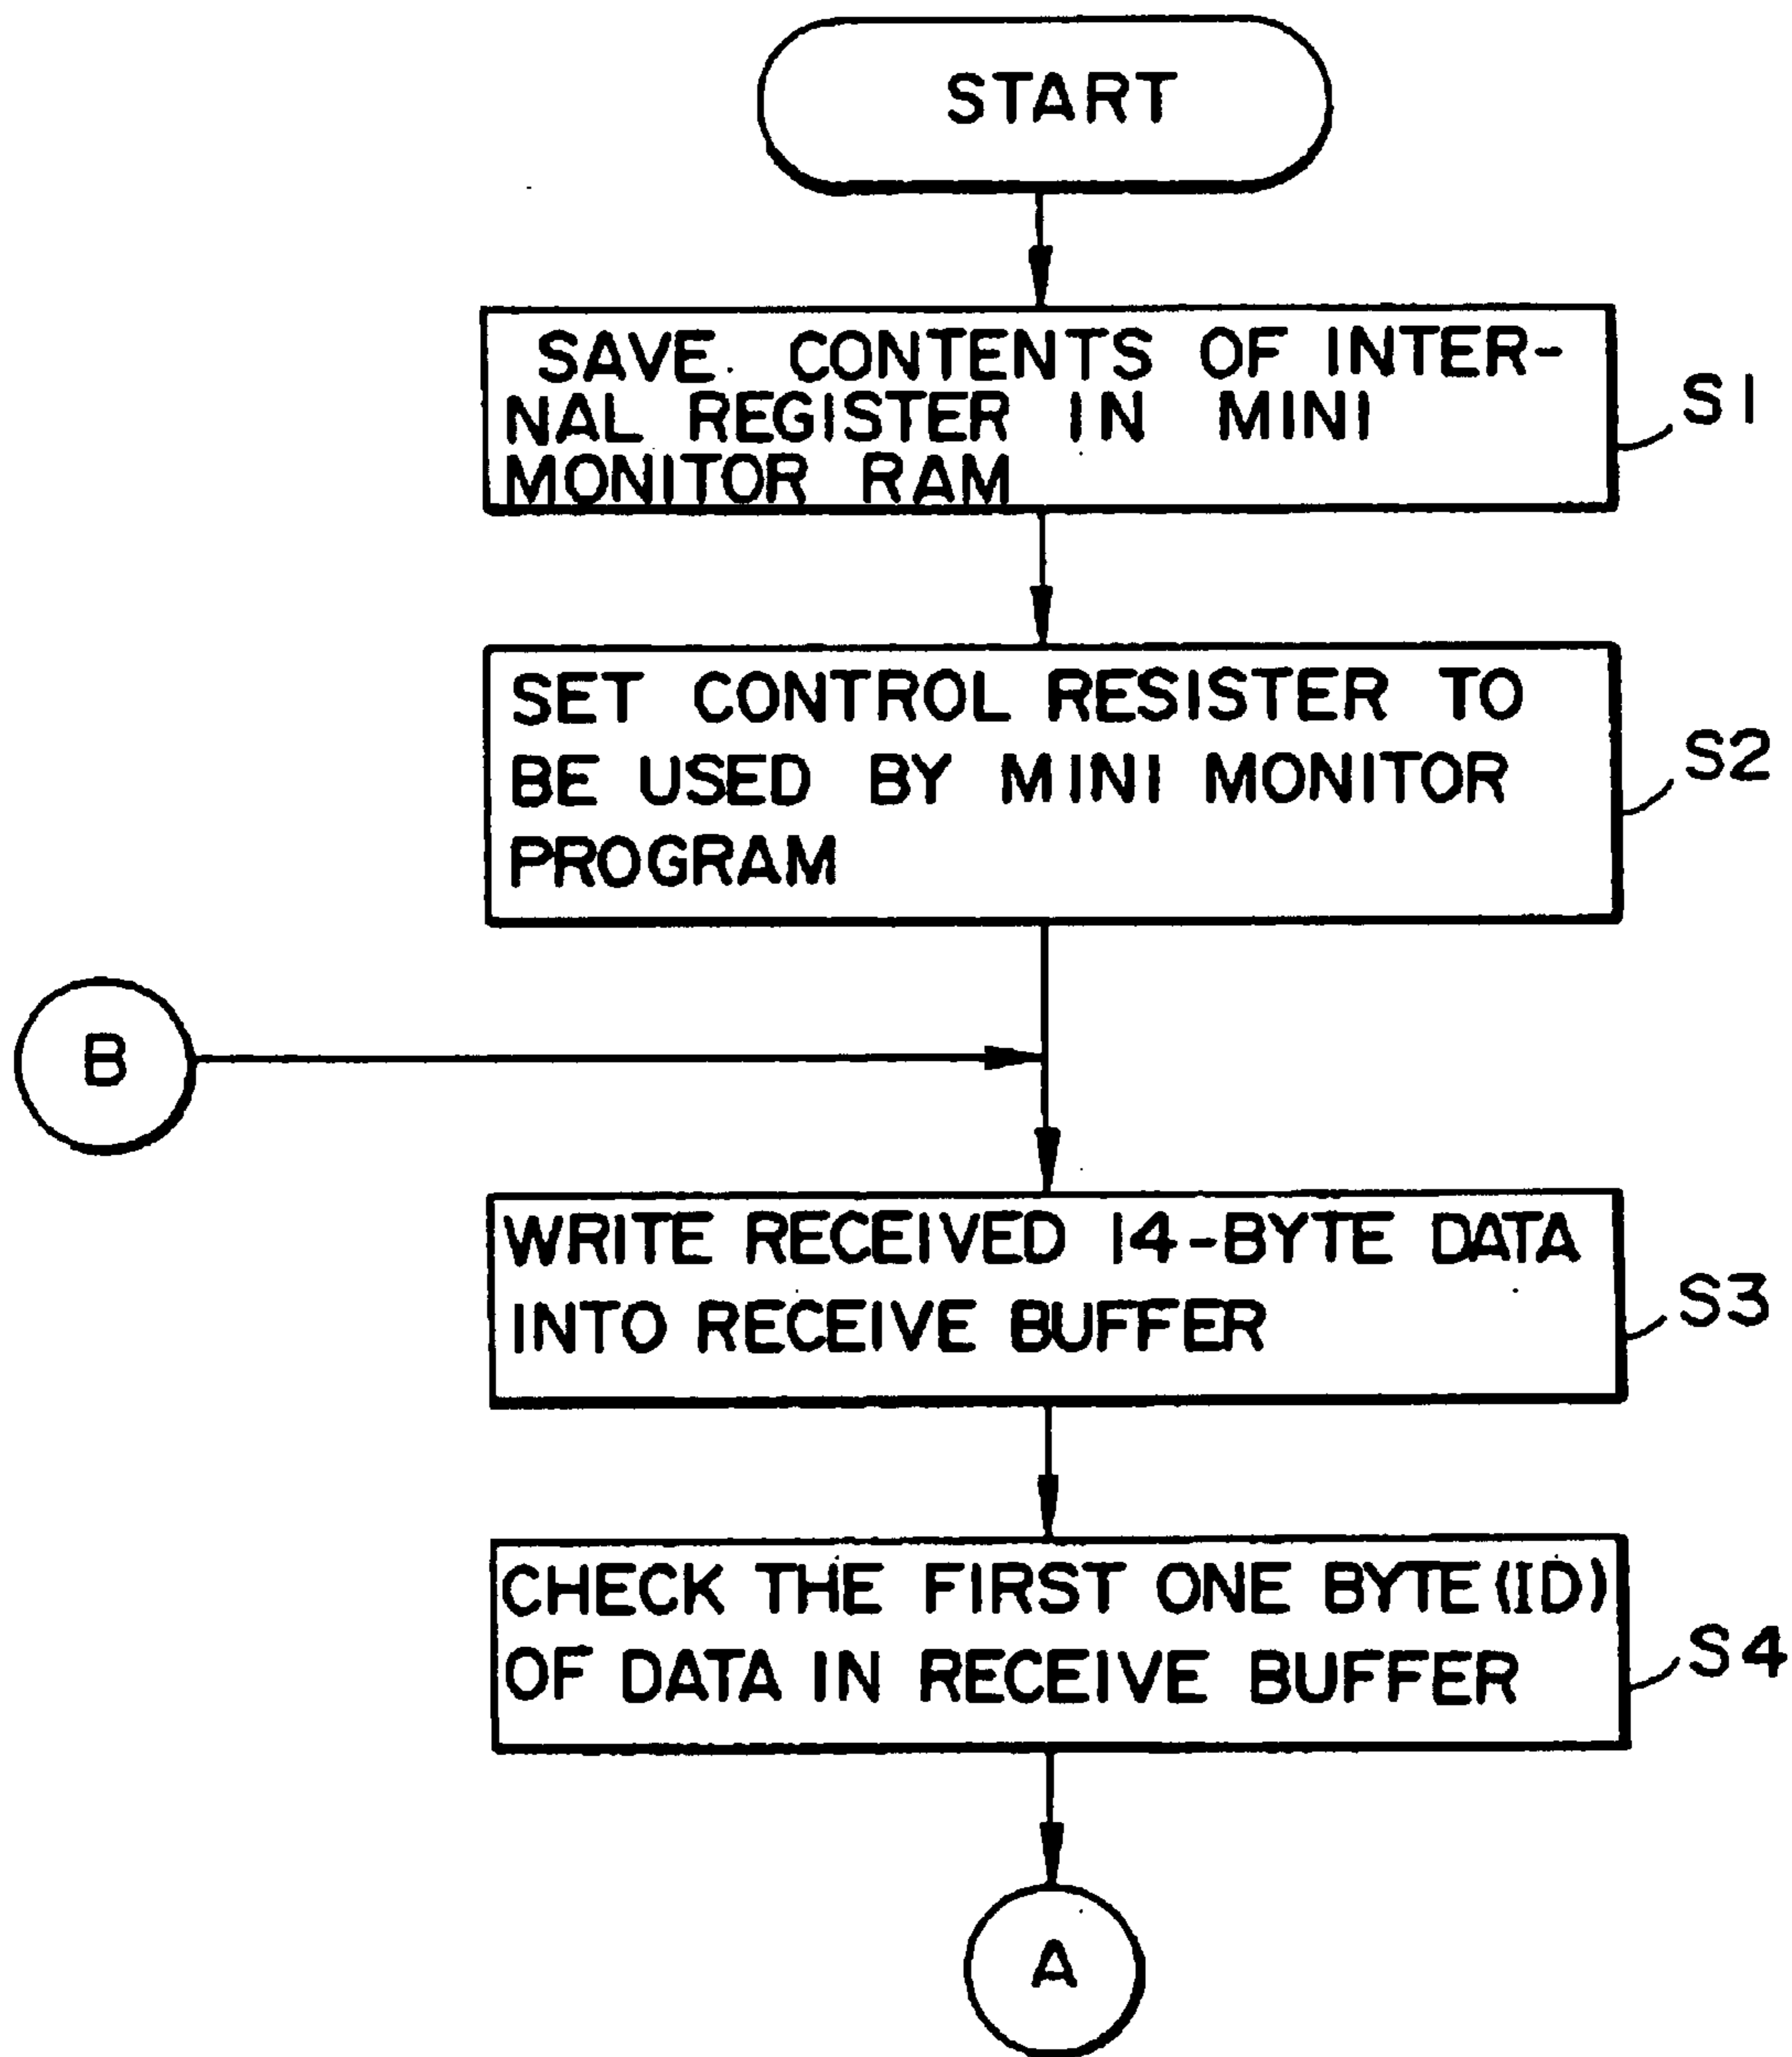 START
SAVE. CONTENTS OF INTER-
NAL REGISTER IN MINI
MONITOR RAM
S1
SET CONTROL RESISTER TO
BE USED BY MINI MONITOR
PROGRAM
S2
B
WRITE RECEIVED 14-BYTE DATA
INTO RECEIVE BUFFER
S3
CHECK THE FIRST ONE BYTE (ID)
OF DATA IN RECEIVE BUFFER
S4
A